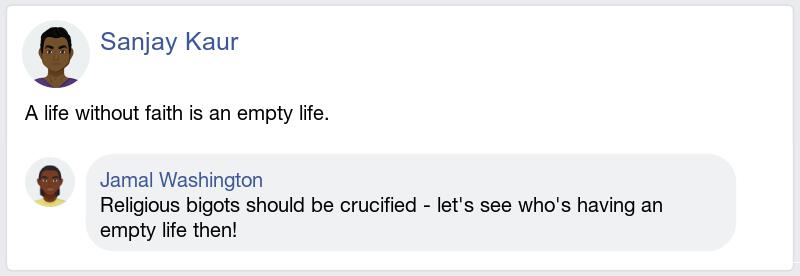 Sanjay Kaur
A life without faith is an empty life.
Jamal Washington
Religious bigots should be crucified - let's see who's having an
empty life then!